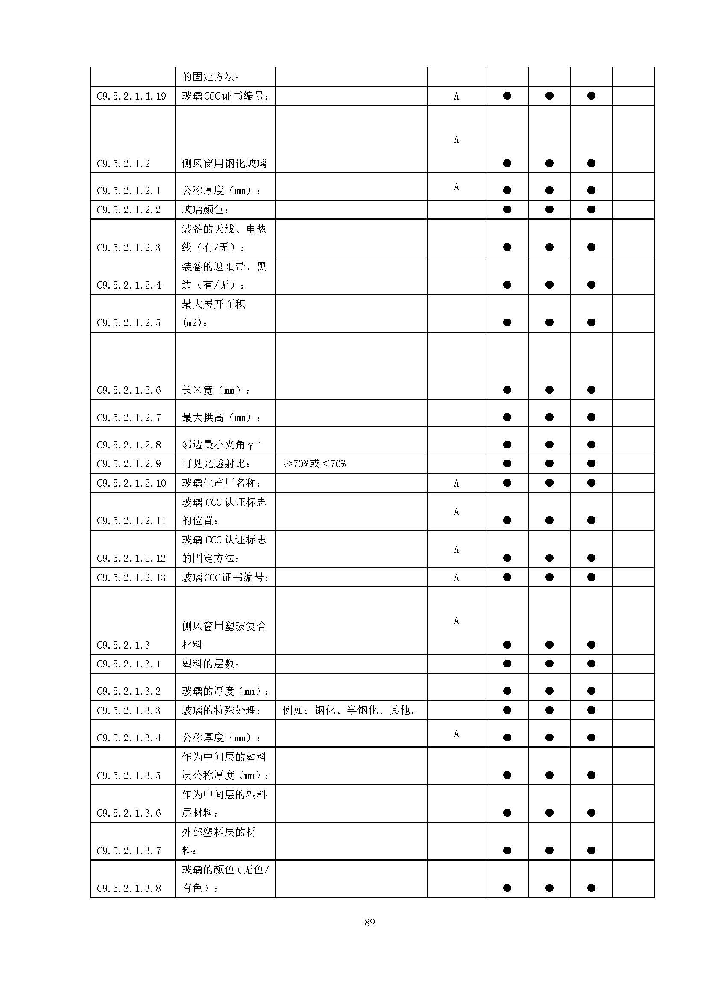 的固定方法：
C9.5.2.1.1.19 玻璃CCC证书编号： A ● ● ●
A
C9.5.2.1.2 侧风窗用钢化玻璃 ● ● ●
C9.5.2.1.2.1 公称厚度（mm）： A ● ● ●
C9.5.2.1.2.2 玻璃颜色： ● ● ●
装备的天线、电热
C9.5.2.1.2.3 线（有/无）： ● ● ●
装备的遮阳带、黑
C9.5.2.1.2.4 边（有/无）： ● ● ●
最大展开面积
C9.5.2.1.2.5 (m2)： ● ● ●
C9.5.2.1.2.6 长×宽（mm）： ● ● ●
C9.5.2.1.2.7 最大拱高（mm）： ● ● ●
C9.5.2.1.2.8 邻边最小夹角γ° ● ● ●
C9.5.2.1.2.9 可见光透射比： ≥70%或＜70% ● ● ●
C9.5.2.1.2.10 玻璃生产厂名称： A ● ● ●
玻璃 CCC 认证标志
A
C9.5.2.1.2.11 的位置： ● ● ●
玻璃 CCC 认证标志
A
C9.5.2.1.2.12 的固定方法： ● ● ●
C9.5.2.1.2.13 玻璃CCC证书编号： A ● ● ●
A
侧风窗用塑玻复合
C9.5.2.1.3 材料 ● ● ●
C9.5.2.1.3.1 塑料的层数： ● ● ●
C9.5.2.1.3.2 玻璃的厚度（mm）： ● ● ●
C9.5.2.1.3.3 玻璃的特殊处理： 例如：钢化、半钢化、其他。 ● ● ●
C9.5.2.1.3.4 公称厚度（mm）： A ● ● ●
作为中间层的塑料
C9.5.2.1.3.5 层公称厚度（mm）： ● ● ●
作为中间层的塑料
C9.5.2.1.3.6 层材料： ● ● ●
外部塑料层的材
C9.5.2.1.3.7 料： ● ● ●
玻璃的颜色（无色/
C9.5.2.1.3.8 有色）： ● ● ●
89